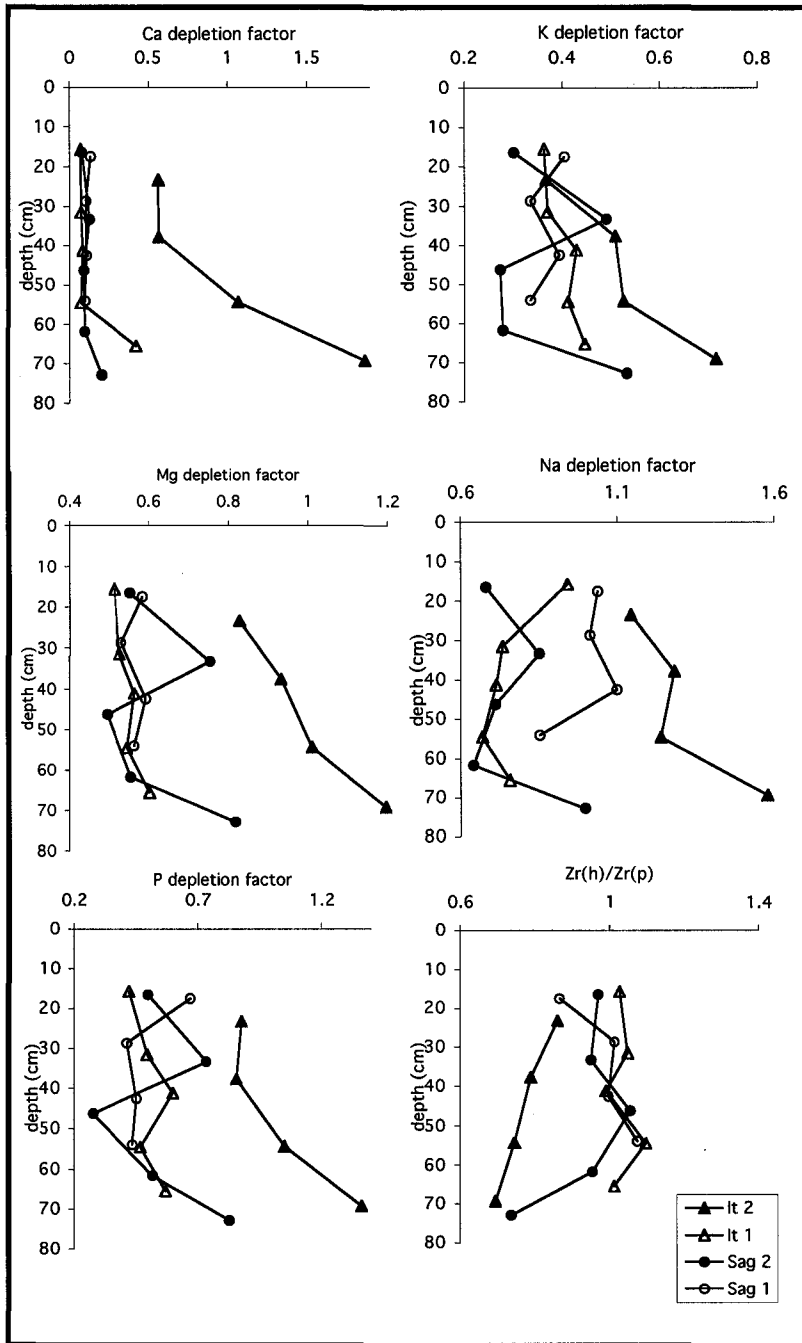 Ca depletion factor
0 0.5 1 1.5
0
10
20
30
40
50
60
70
80
depth (cm)
K depletion factor
0.2 0.4 0.6 0.8
0
10
20
30
40
50
60
70
80
depth (cm)
Mg depletion factor
0.4 0.6 0.8 1 1.2
0
10
20
30
40
50
60
70
80
depth (cm)
Na depletion factor
0.6 1.1 1.6
0
10
20
30
40
50
60
70
80
depth (cm)
P depletion factor
0.2 0.7 1.2
0
10
20
30
40
50
60
70
80
depth (cm)
Zr(h)/Zr(p)
0.6 1 1.4
0
10
20
30
40
50
60
70
80
depth (cm)
It 2
It 1
Sag 2
Sag 1